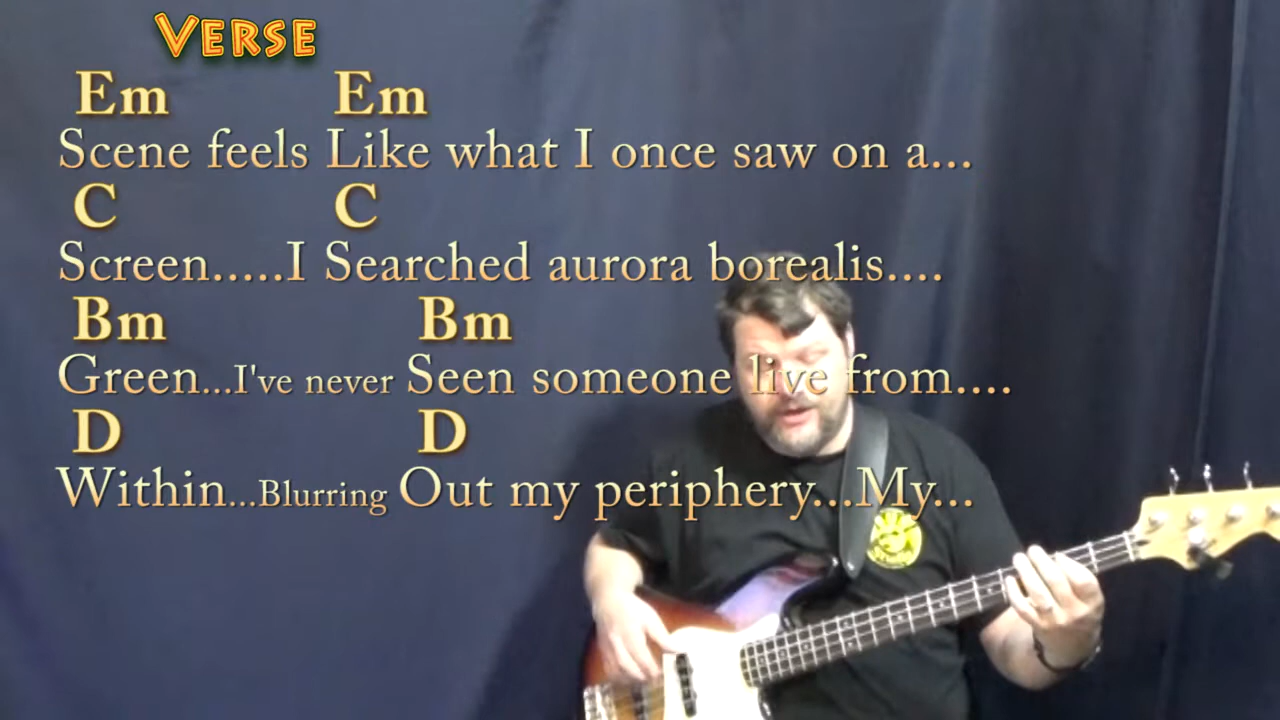 VERSE
Em Em
Scene feels Like what I once saw on a...
C C
Screen.....I Searched aurora borealis....
Bm Bm
Green...I've never Seen someone live from....
D D
Within...Blurring Out my periphery...My...